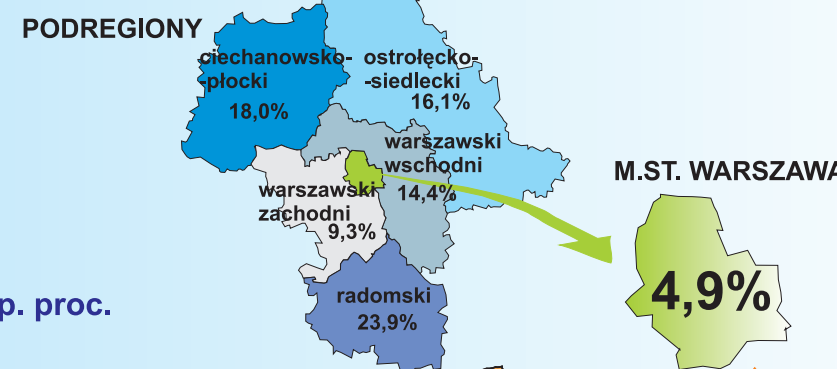 PODREGIONY
ciechanowsko-
-płocki
18,0%
ostrołęcko-
-siedlecki
16,1%
warszawski
wschodni
14,4%
M.ST. WARSZAWA
warszawski
zachodni
9,3%
4,9%
radomski
23,9%
p. proc.